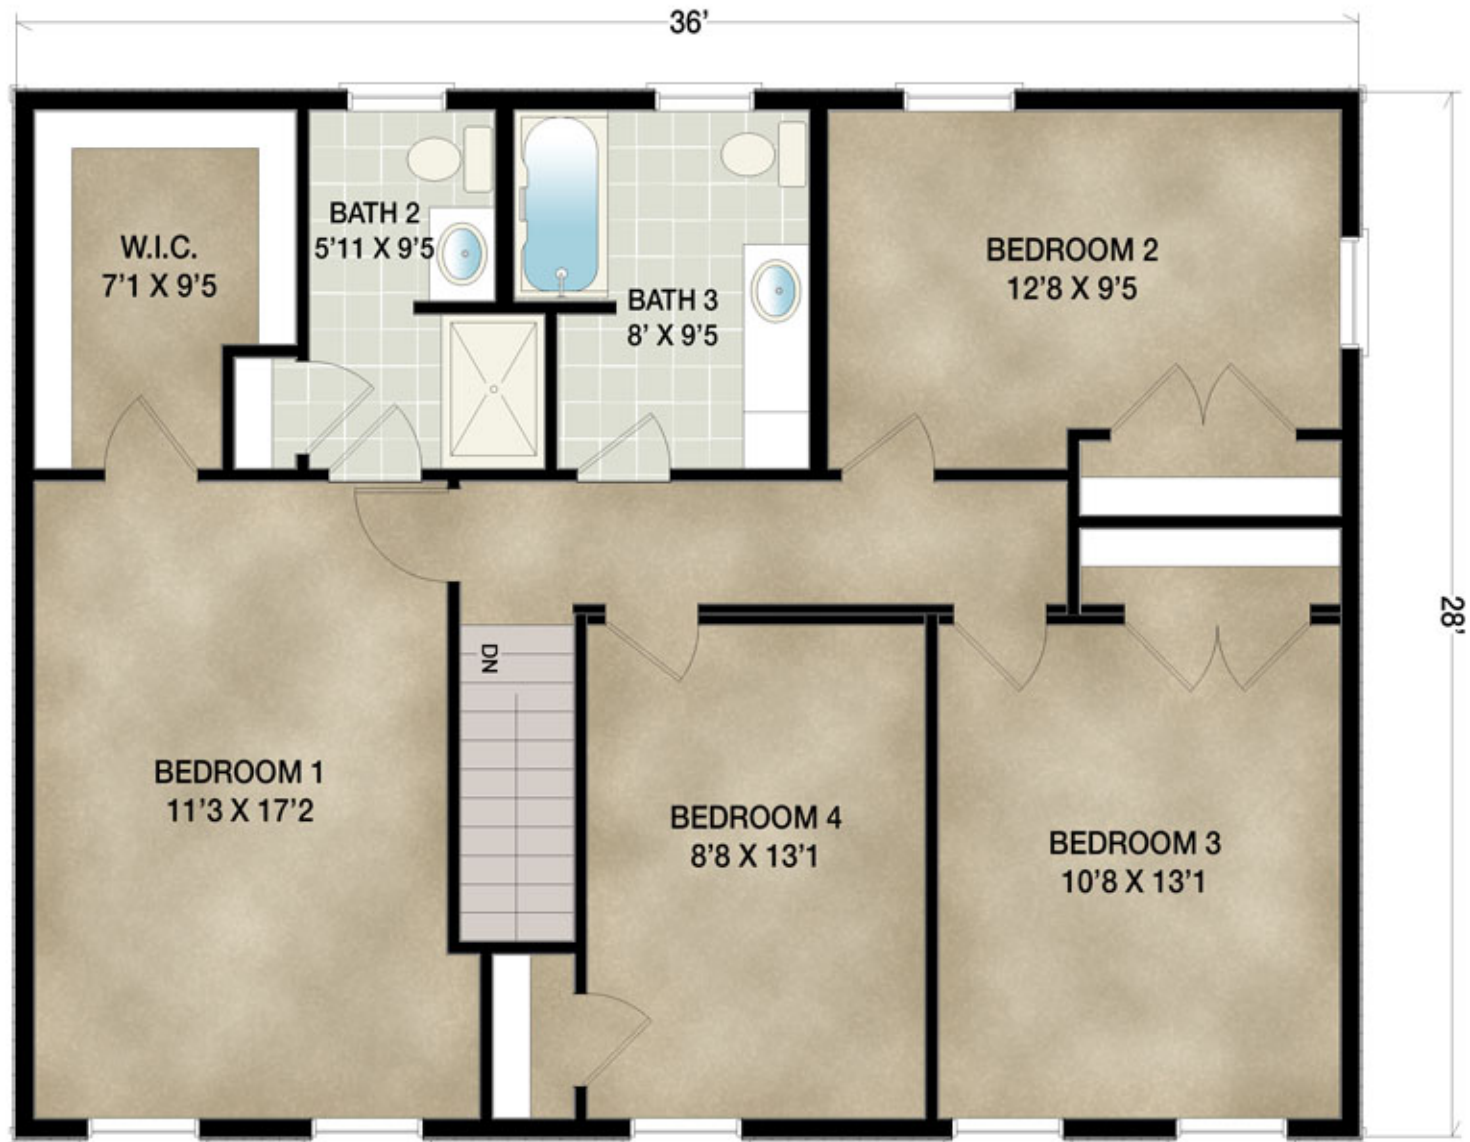 36'
BATH 2
5'11 X 9'5
W.I.C.
7'1 X 9'5
BATH 3
8' X 9'5
BEDROOM 2
12'8 X 9'5
28'
DN
BEDROOM 1
11'3 X 17'2
BEDROOM 4
8'8 X 13'1
BEDROOM 3
10'8 X 13'1